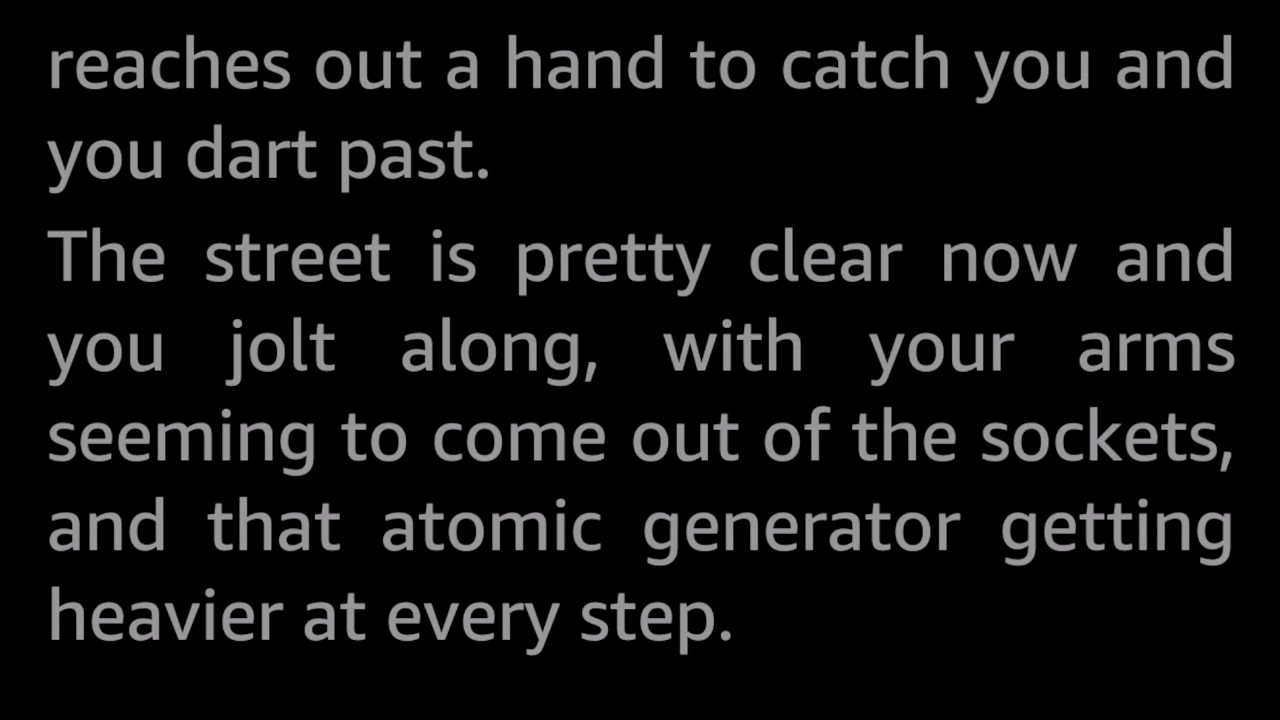 reaches out a hand to catch you and
you dart past.
The street is pretty clear now and
you jolt along, with your arms
seeming to come out of the sockets,
and that atomic generator getting
heavier at every step.